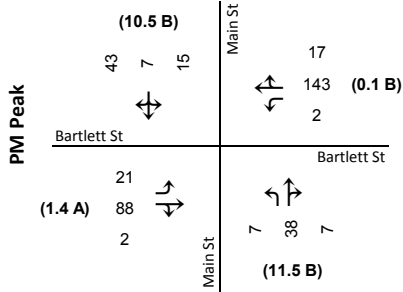 (10.5 B)
Main St
43 7 15
17
143 (0.1 B)
2
PM Peak
Bartlett St
Bartlett St
21
(1.4 A) 88
2
7 38 7
Main St
(11.5 B)